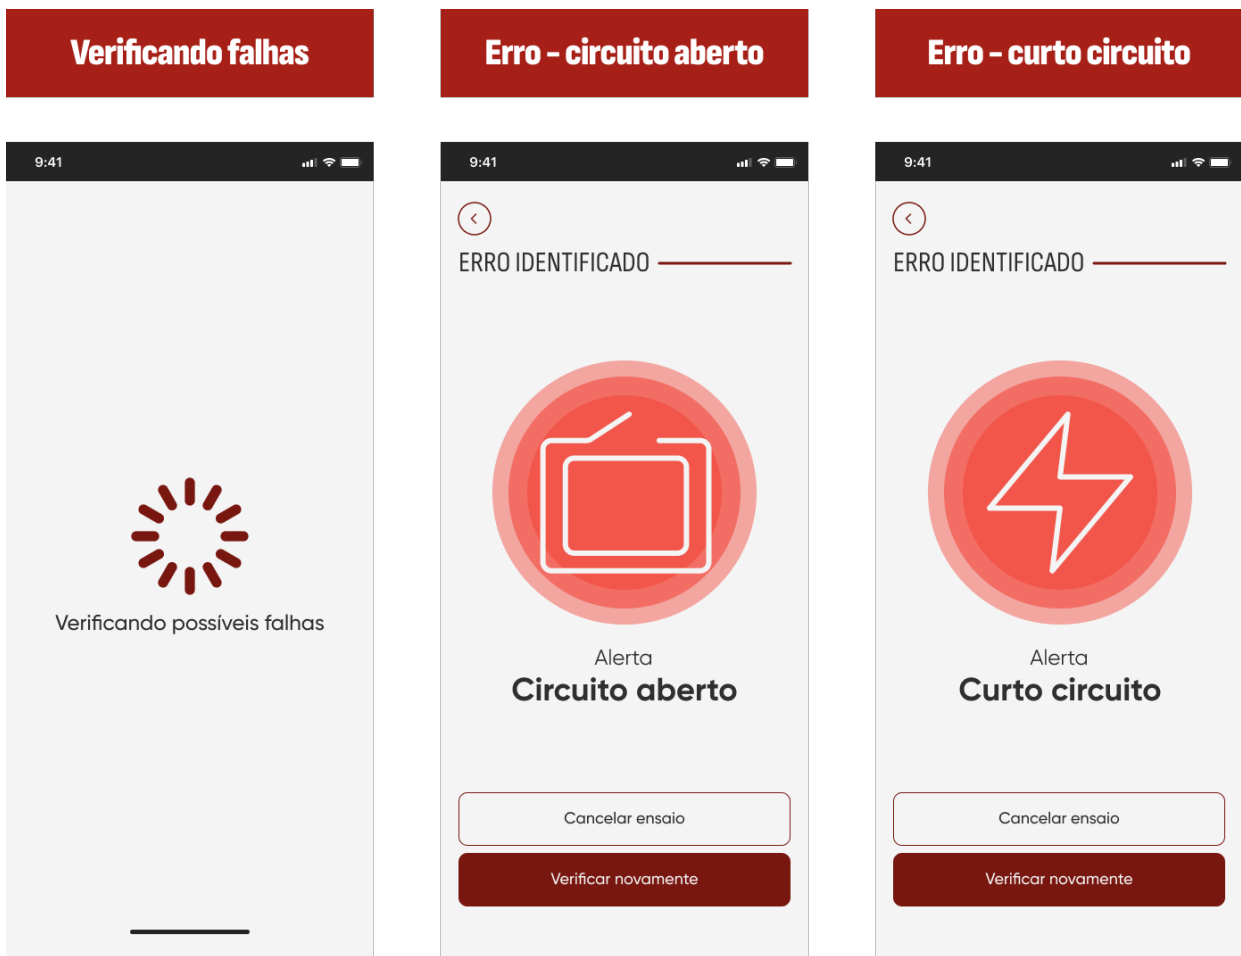 Verificando falhas
9:41
Verificando possíveis falhas
Erro - circuito aberto
9:41
ERRO IDENTIFICADO
Alerta
Circuito aberto
Cancelar ensaio
Verificar novamente
Erro - curto circuito
9:41
ERRO IDENTIFICADO
Alerta
Curto circuito
Cancelar ensaio
Verificar novamente